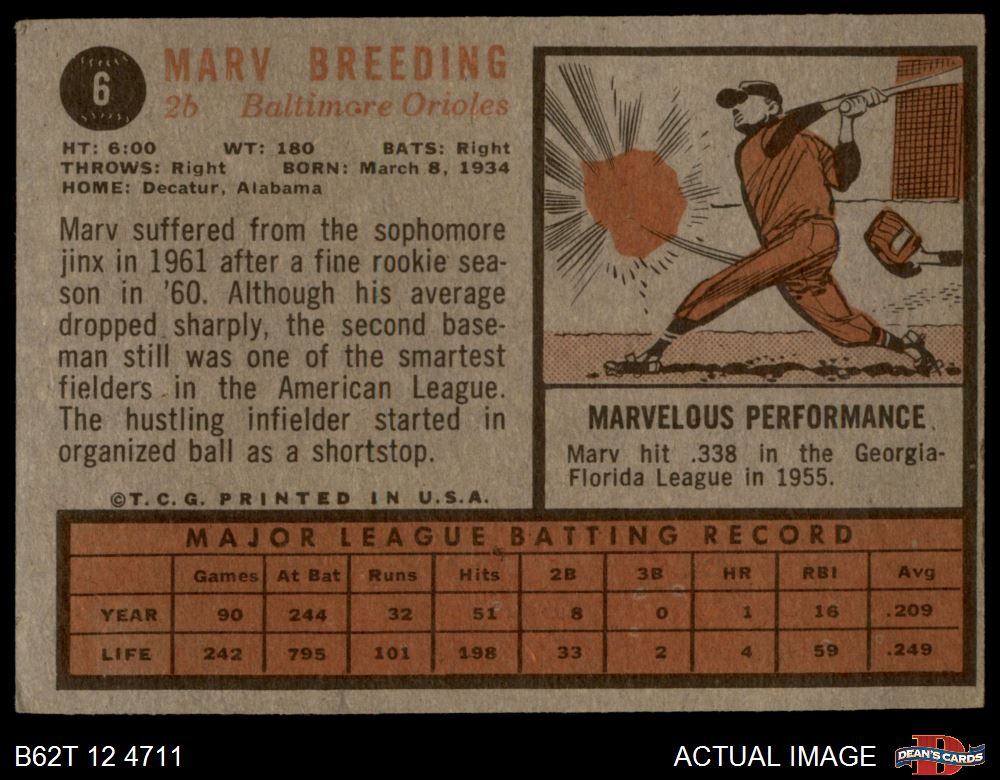 6
MARV BREEDING
2b Baltimore Orioles
HT: 6:00 WT: 180 BATS: Right
THROWS: Right BORN: March 8, 1934
HOME: Decatur, Alabama
Marv suffered from the sophomore
jinx in 1961 after a fine rookie sea-
son in '60. Although his average
dropped sharply, the second base-
man still was one of the smartest
fielders in the American League.
The hustling infielder started in
organized ball as a shortstop.
©T.C.G. PRINTED IN U.S.A.
MARVELOUS PERFORMANCE
Marv hit .338 in the Georgia-
Florida League in 1955.
MAJOR LEAGUE BATTING RECORD
Games At Bat Runs Hits 2B 3B HR RBI Avg
YEAR 90 244 32 51 8 0 1 16 .209
LIFE 242 795 101 198 33 2 4 59 .249
B62T 12 4711
ACTUAL IMAGE
DEAN'S CARDS